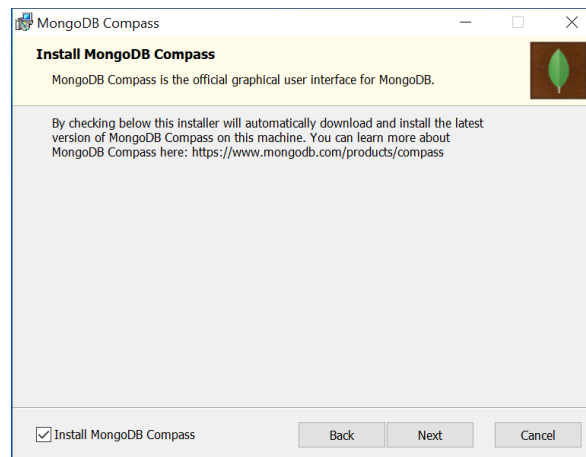 MongoDB Compass
Install MongoDB Compass
MongoDB Compass is the official graphical user interface for MongoDB.
By checking below this installer will automatically download and install the latest
version of MongoDB Compass on this machine. You can learn more about
MongoDB Compass here: https://www.mongodb.com/products/compass
Install MongoDB Compass
Back
Next
Cancel